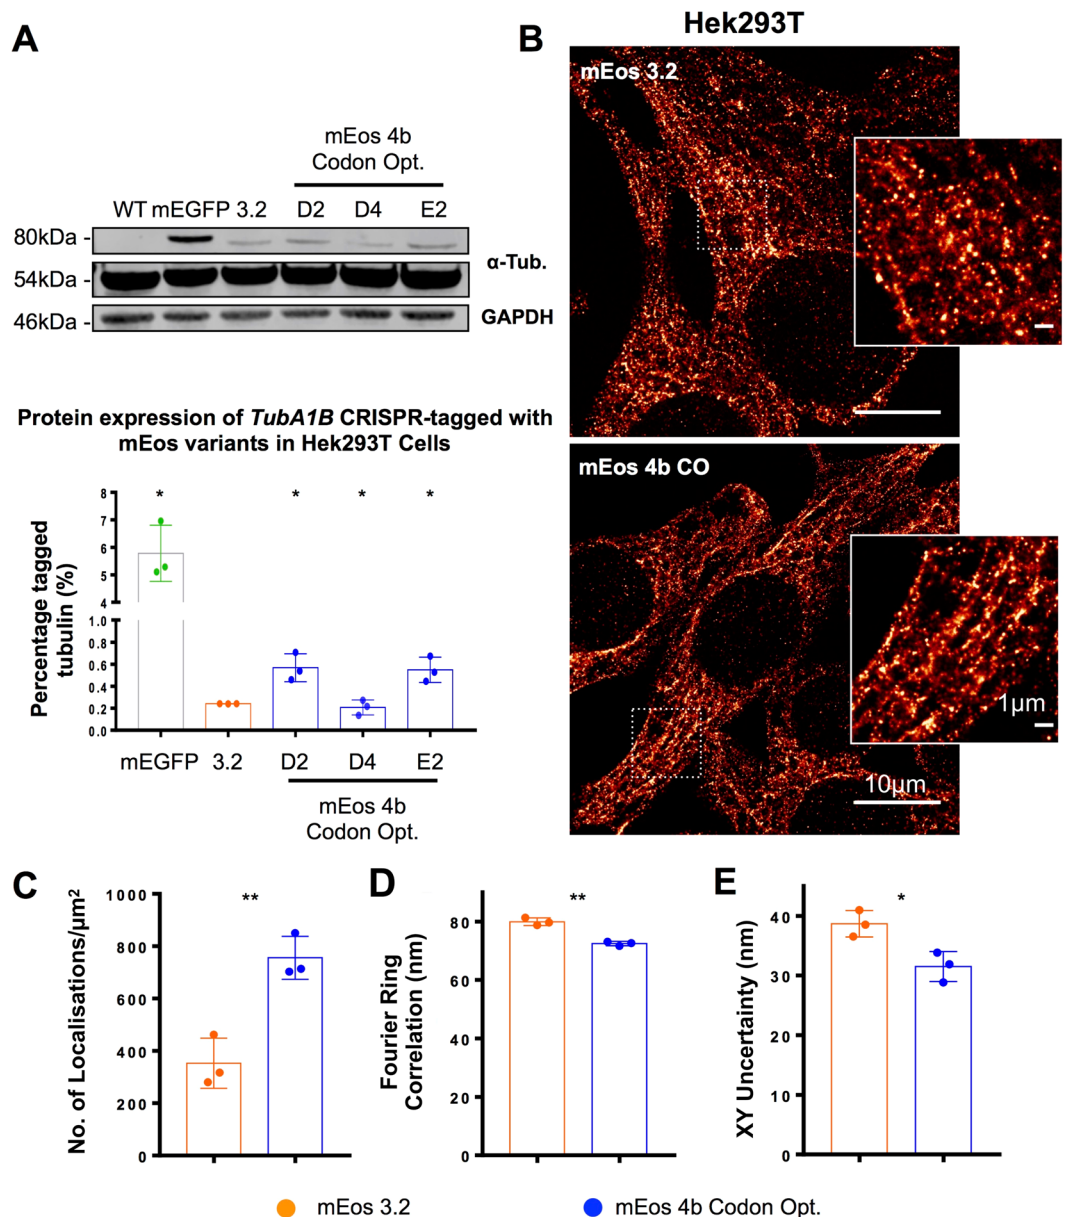 A
mEos 4b
Codon Opt.
WT mEGFP 3.2 D2 D4 E2
80kDa -
α-Tub.
54kDa -
46kDa -
GAPDH
Protein expression of TubA1B CRISPR-tagged with
mEos variants in Hek293T Cells
Percentage tagged
tubulin (%)
8
7
6
5
4
1.0
0.8
0.6
0.4
0.2
0.0
* * * *
mEGFP 3.2 D2 D4 E2
mEos 4b
Codon Opt.
B
Hek293T
mEos 3.2
mEos 4b CO
1μm
10μm
C
No. of Localisations/μm²
1000
800
600
400
200
0
**
D
Fourier Ring
Correlation (nm)
80
60
40
20
0
**
E
XY Uncertainty (nm)
40
30
20
10
0
*
mEos 3.2
mEos 4b Codon Opt.